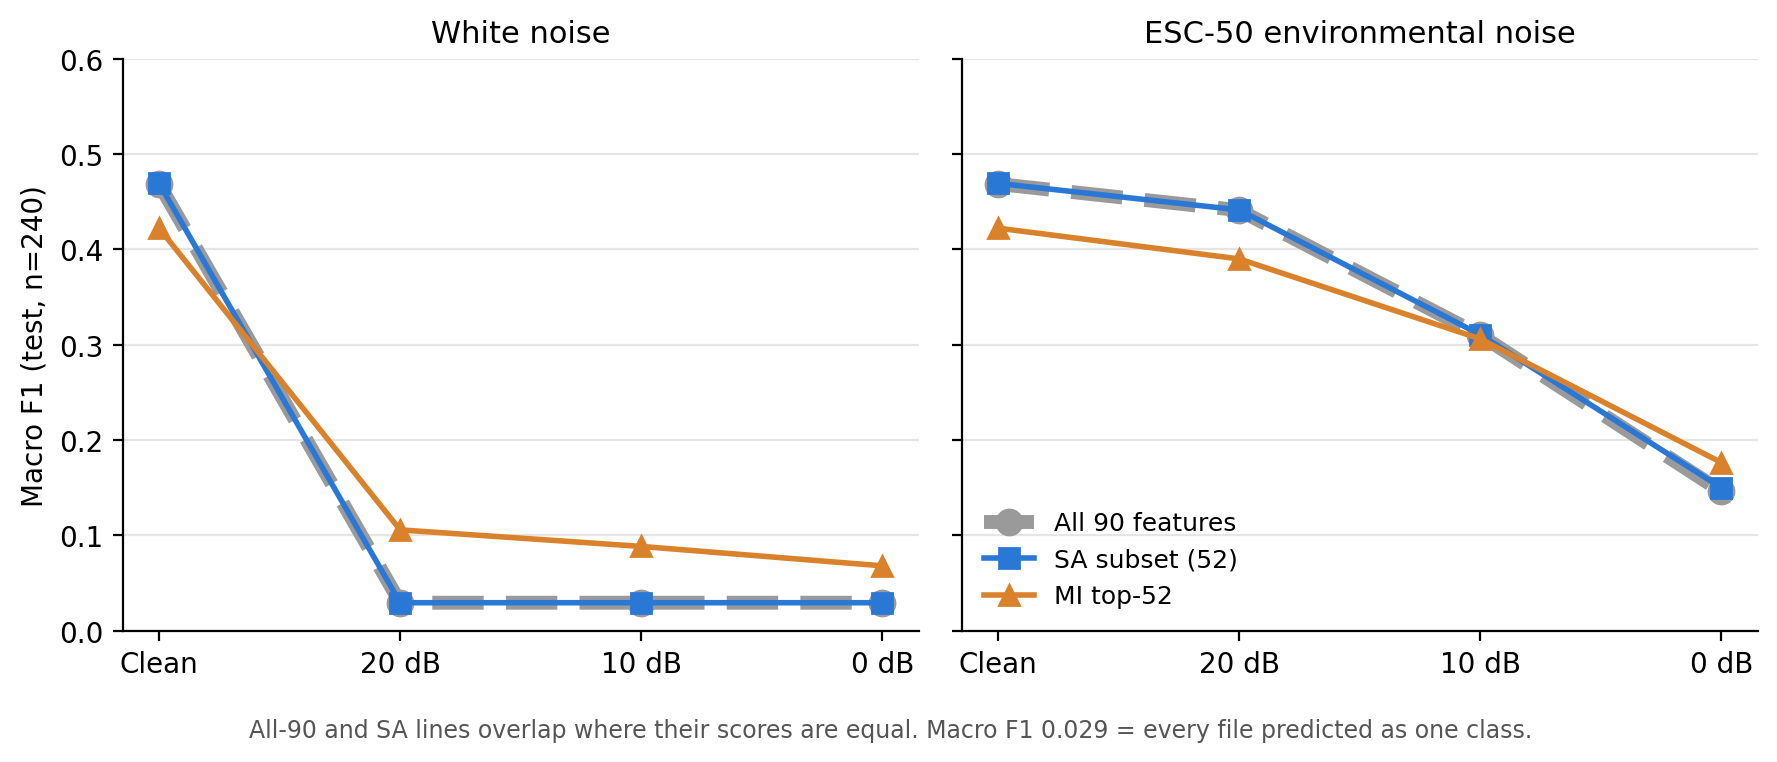 White noise
ESC-50 environmental noise
Macro F1 (test, n=240)
0.6
0.5
0.4
0.3
0.2
0.1
0.0
Clean
20 dB
10 dB
0 dB
All 90 features
SA subset (52)
MI top-52
Clean
20 dB
10 dB
0 dB
All-90 and SA lines overlap where their scores are equal. Macro F1 0.029 = every file predicted as one class.